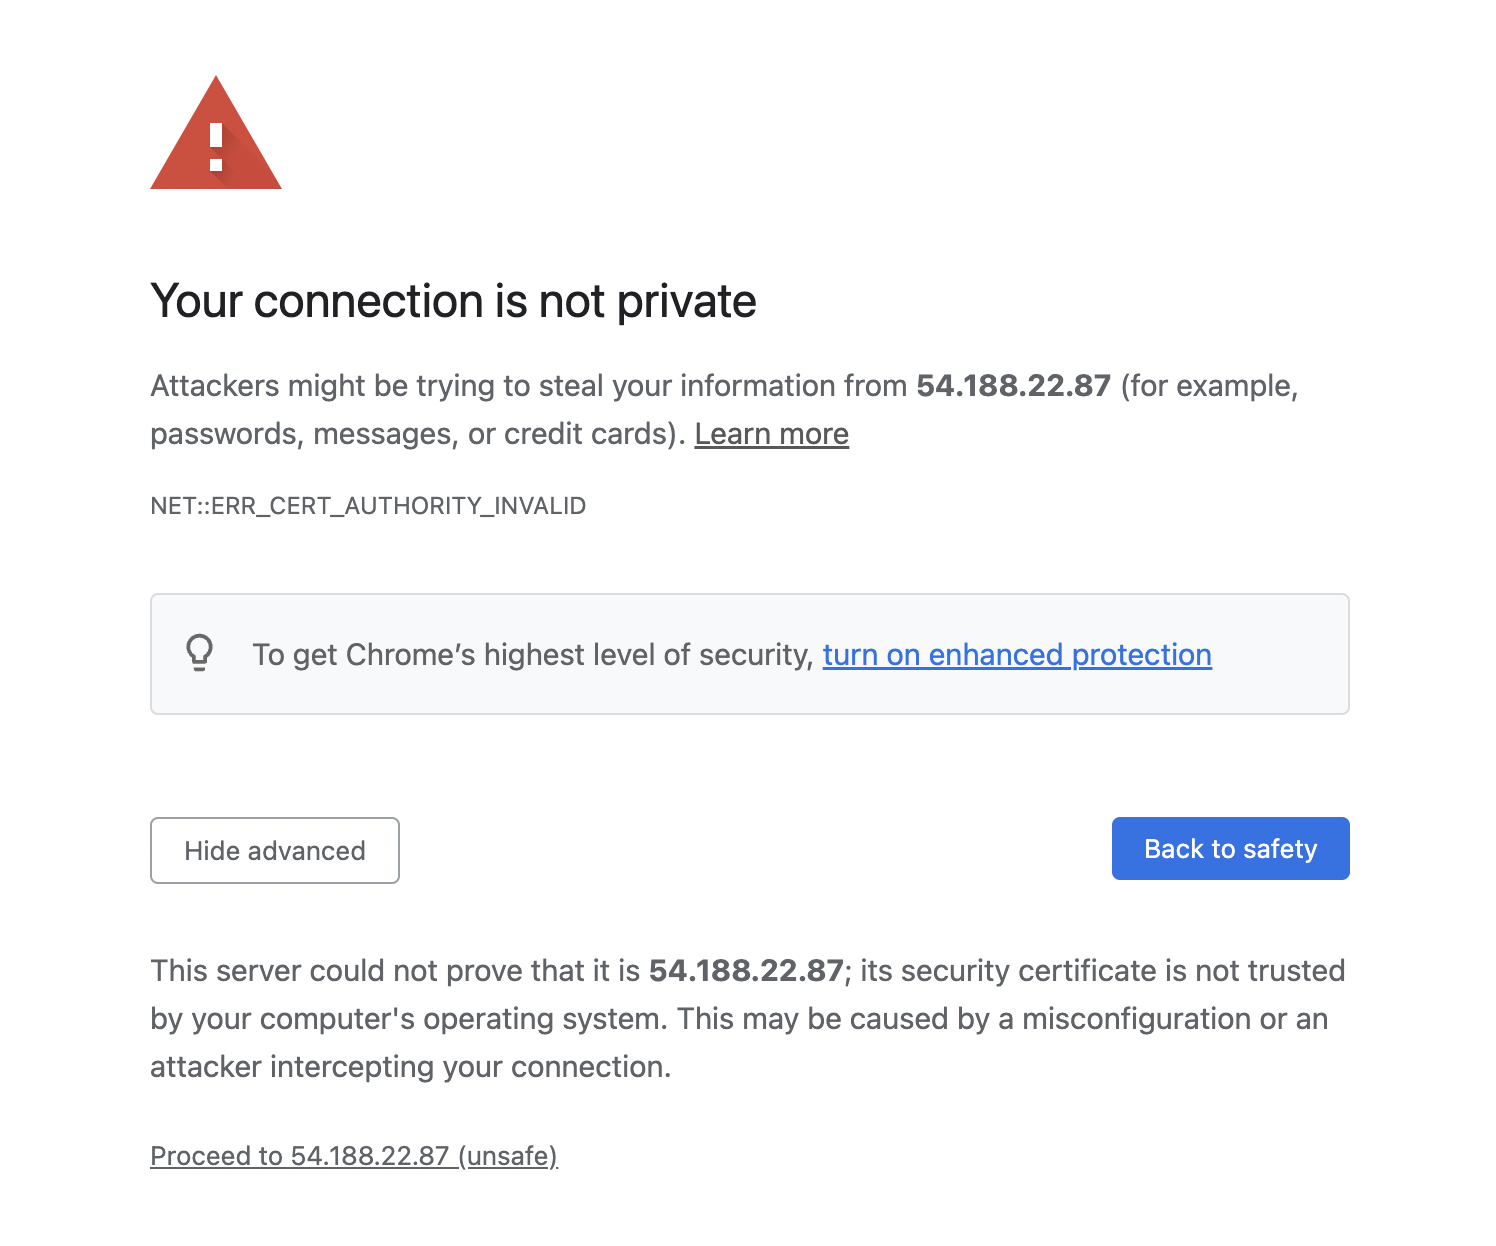 Your connection is not private
Attackers might be trying to steal your information from 54.188.22.87 (for example,
passwords, messages, or credit cards). Learn more
NET::ERR_CERT_AUTHORITY_INVALID
To get Chrome’s highest level of security, turn on enhanced protection
Hide advanced
Back to safety
This server could not prove that it is 54.188.22.87; its security certificate is not trusted
by your computer's operating system. This may be caused by a misconfiguration or an
attacker intercepting your connection.
Proceed to 54.188.22.87 (unsafe)